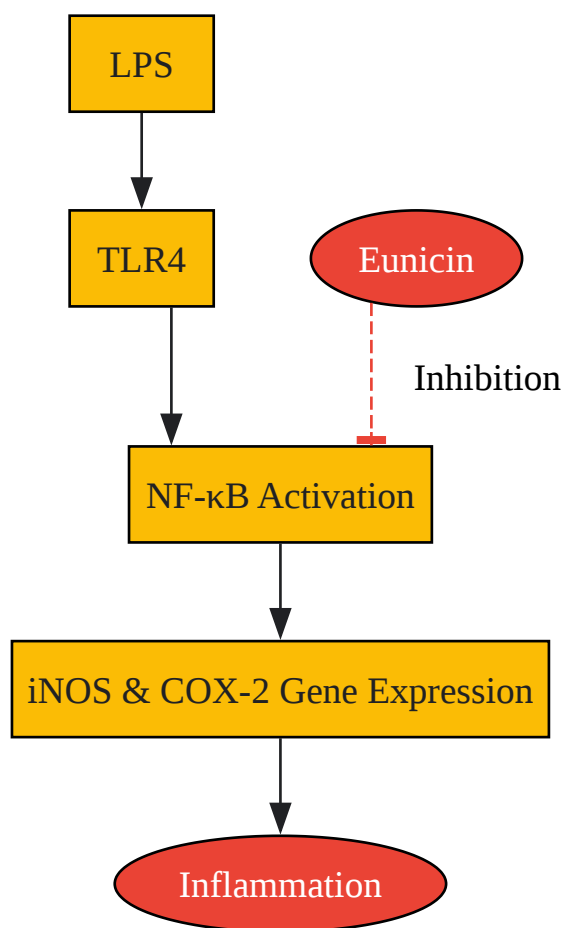 LPS
TLR4
Eunicin
Inhibition
NF-κB Activation
iNOS & COX-2 Gene Expression
Inflammation